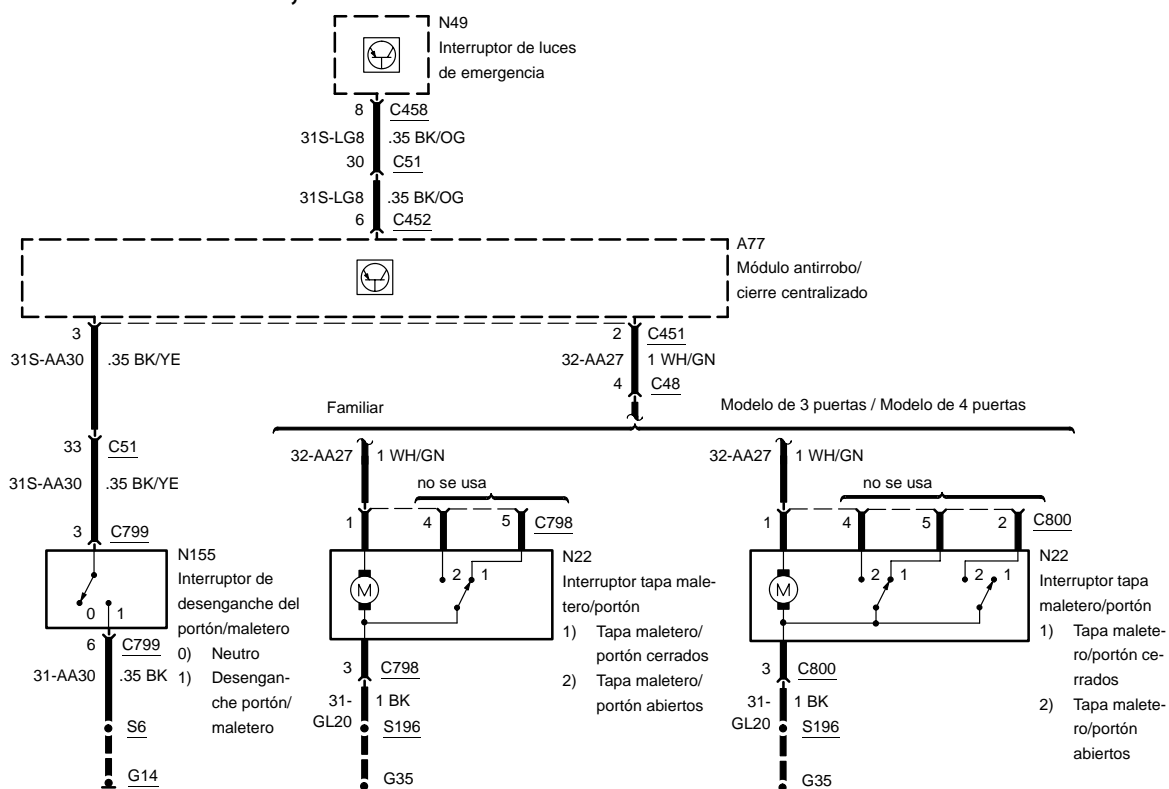 N49
Interruptor de luces
de emergencia
8 C458
31S-LG8 .35 BK/OG
30 C51
31S-LG8 .35 BK/OG
6 C452
A77
Módulo antirrobo/
cierre centralizado
3
2 C451
31S-AA30 .35 BK/YE
32-AA27 1 WH/GN
4 C48
Familiar
Modelo de 3 puertas / Modelo de 4 puertas
33 C51
32-AA27 1 WH/GN
32-AA27 1 WH/GN
31S-AA30 .35 BK/YE
no se usa
no se usa
1 4 5 C798
1 4 5 2 C800
3 C799
N155
Interruptor de
desenganche del
portón/maletero
0) Neutro
1) Desengan-
che portón/
maletero
0 1
M
2 1
N22
Interruptor tapa male-
tero/portón
1) Tapa maletero/
portón cerrados
2) Tapa maletero/
portón abiertos
M
2 1
2 1
N22
Interruptor tapa
maletero/portón
1) Tapa malete-
ro/portón ce-
rrados
2) Tapa malete-
ro/portón
abiertos
6 C799
31-AA30 .35 BK
S6
G14
3 C798
31-
GL20
1 BK
S196
G35
3 C800
31-
GL20
1 BK
S196
G35